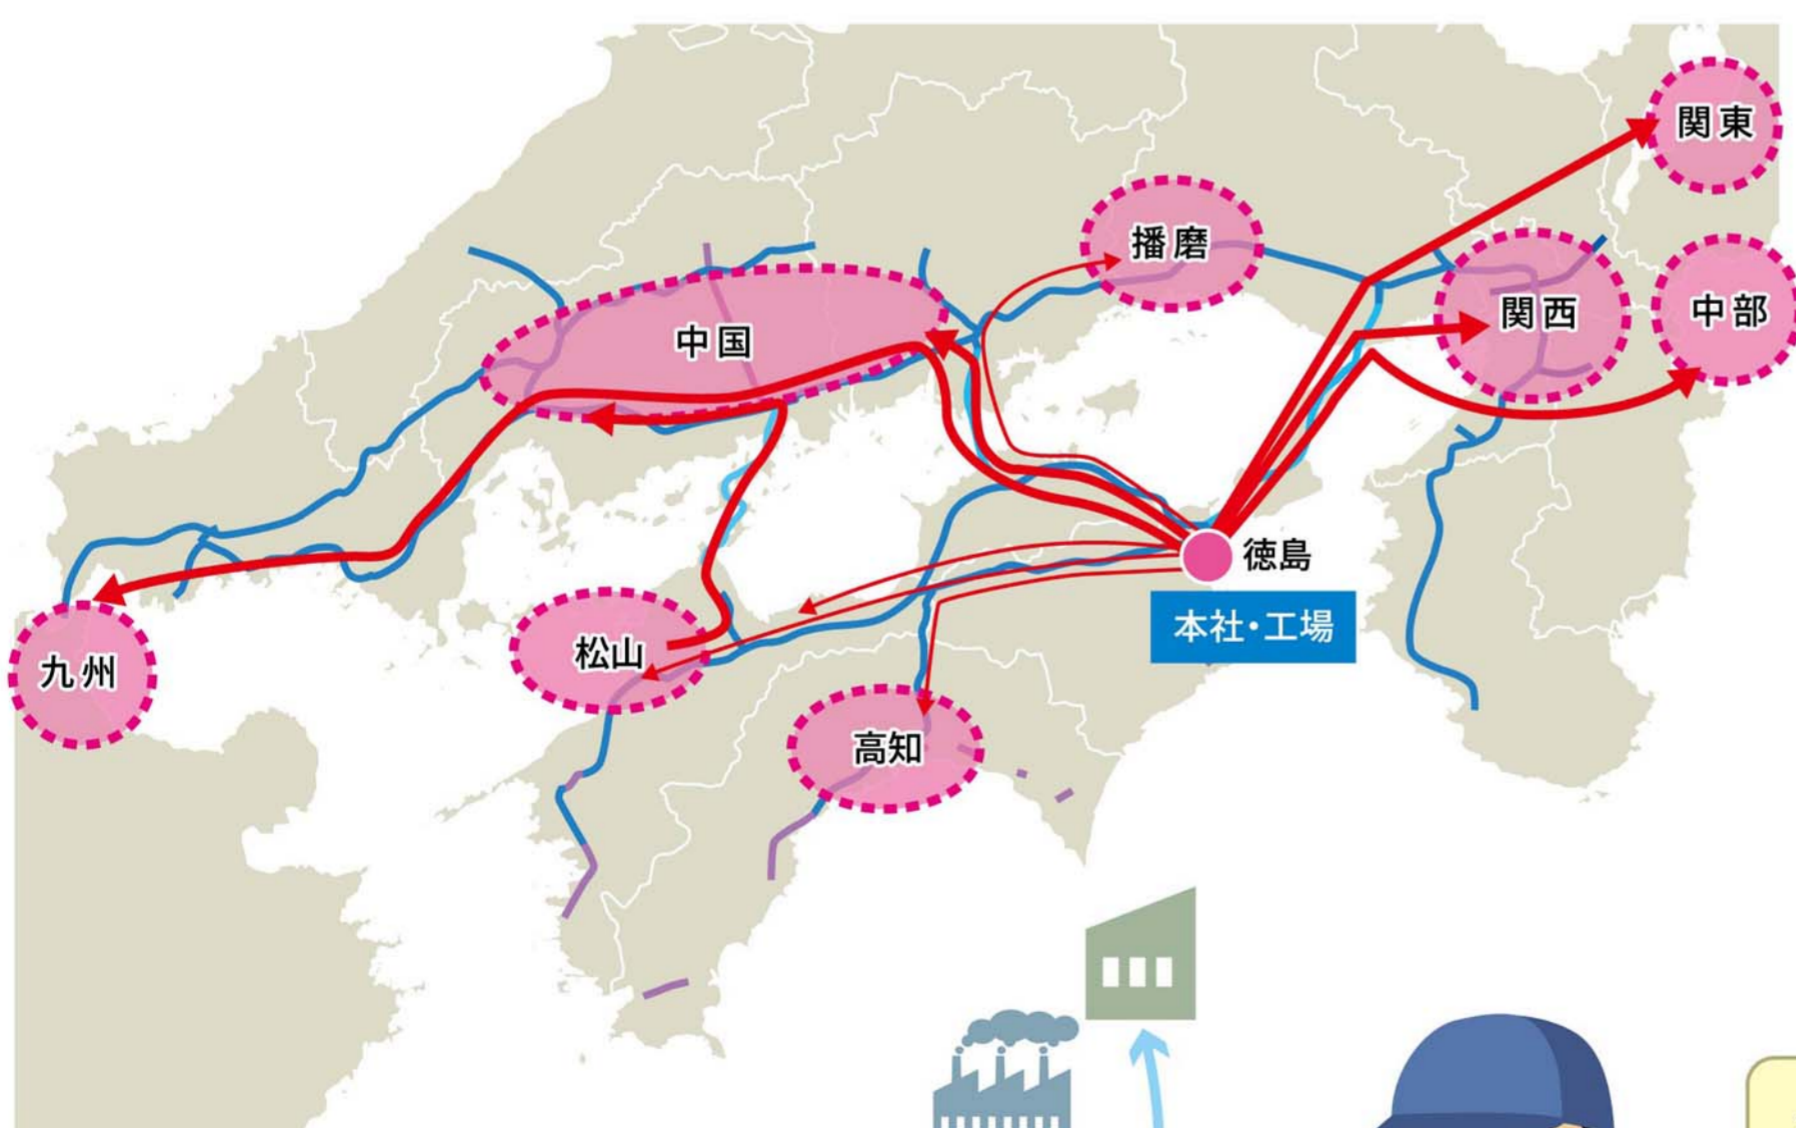 関東
播磨
関西
中部
中国
徳島
本社・工場
松山
九州
高知